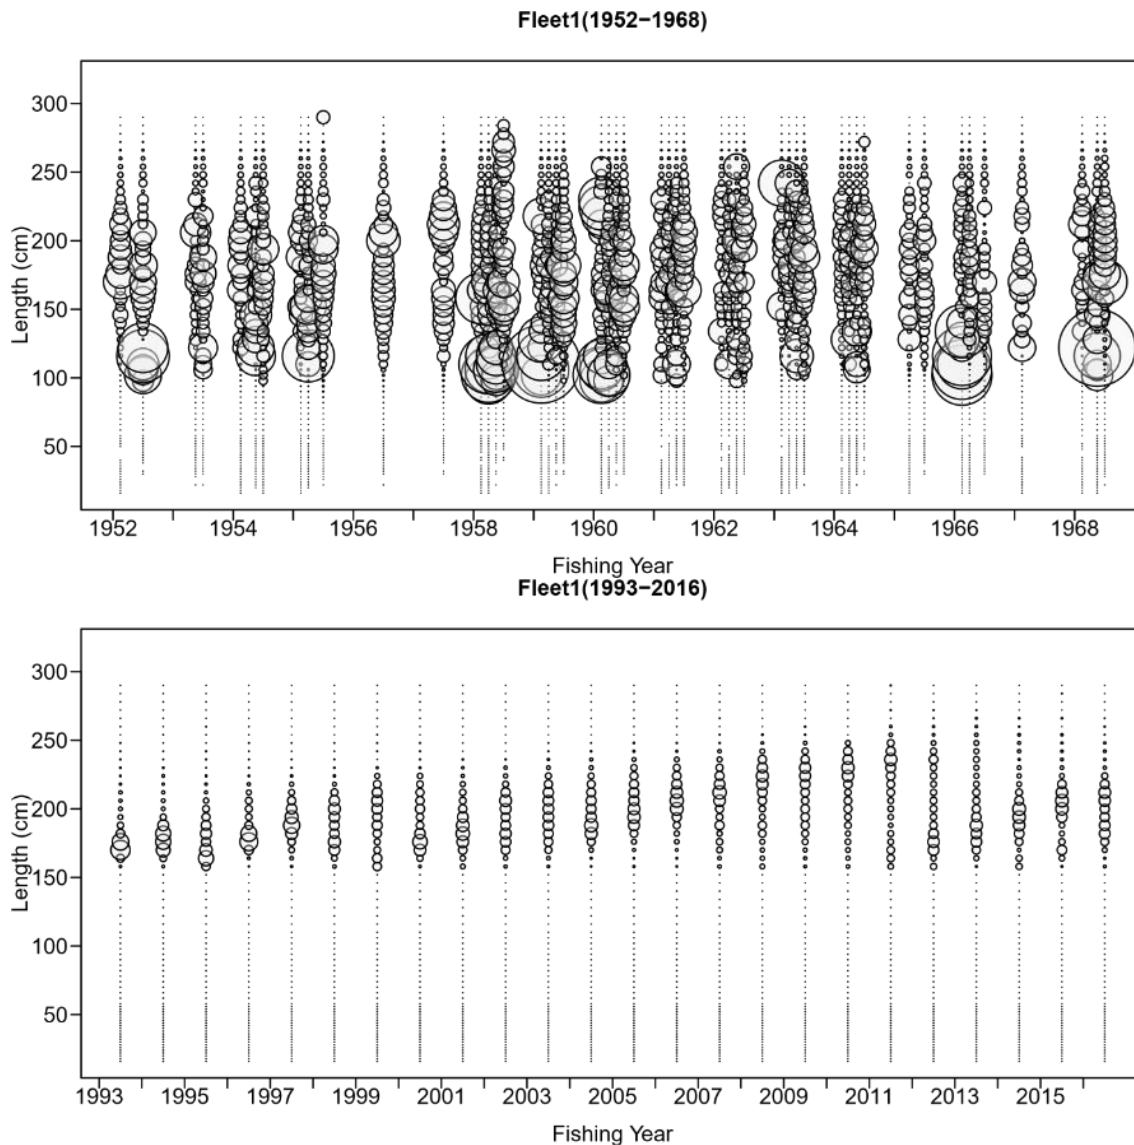 Fleet1(1952−1968)
Length (cm)
300
250
200
150
100
50
1952 1954 1956 1958 1960 1962 1964 1966 1968
Fishing Year
Fleet1(1993−2016)
Length (cm)
300
250
200
150
100
50
1993 1995 1997 1999 2001 2003 2005 2007 2009 2011 2013 2015
Fishing Year